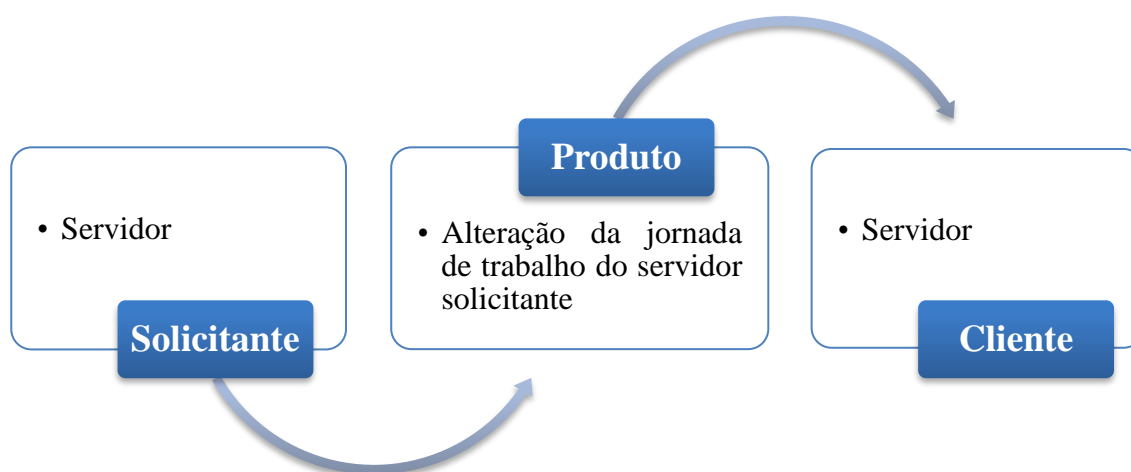 • Servidor
Solicitante
Produto
• Alteração da jornada
de trabalho do servidor
solicitante
• Servidor
Cliente